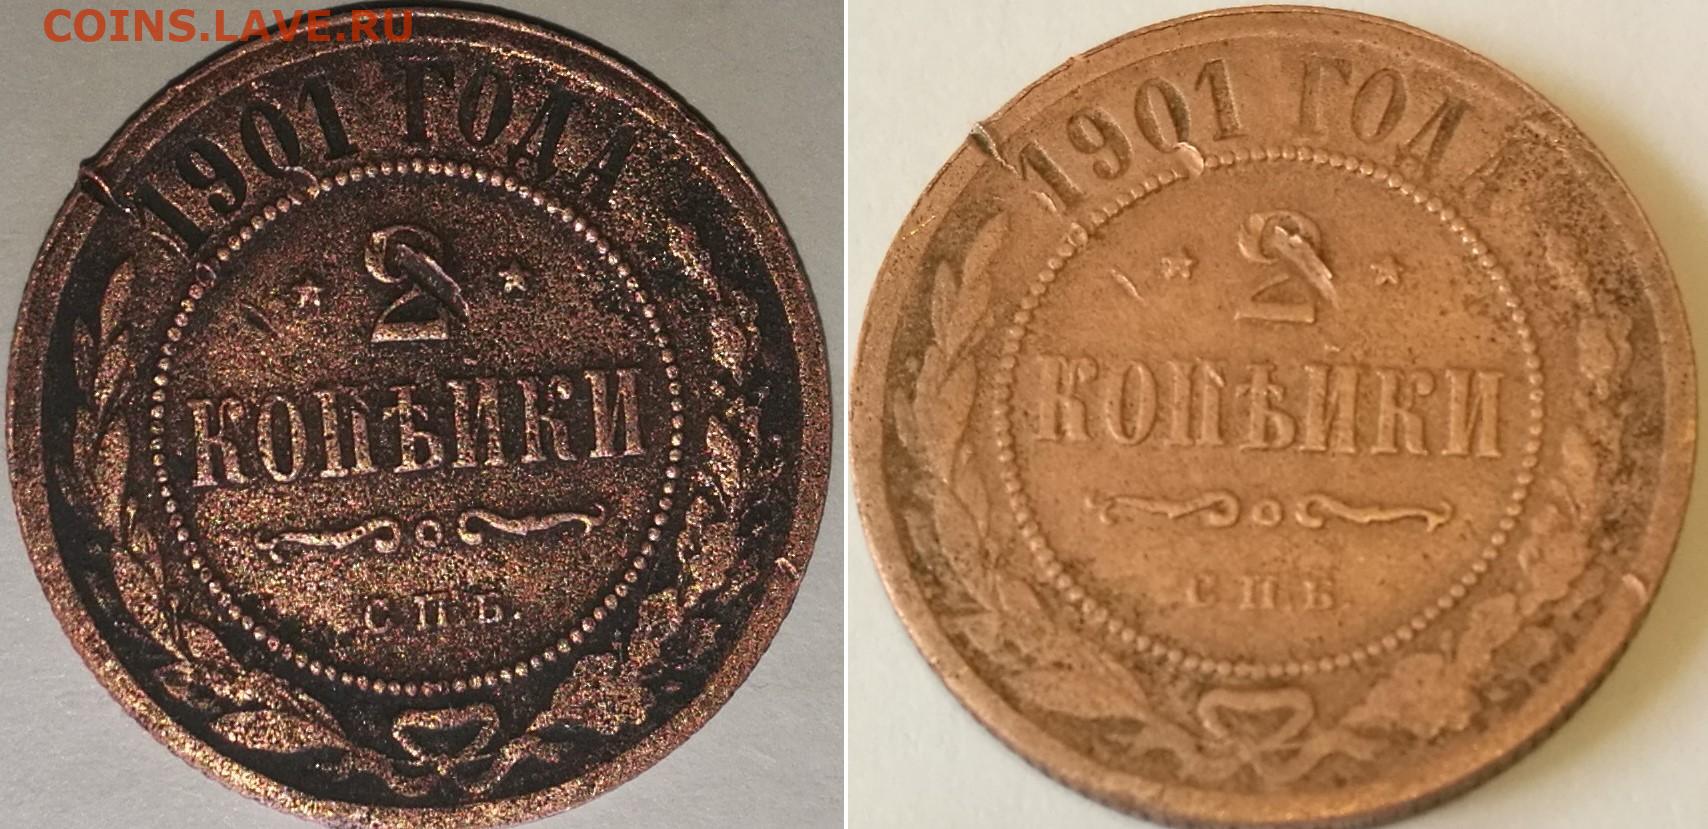 COINS.LAVE.RU
1901 ГОДА
2
КОПѢЙКИ
С.П.Б.
1901 ГОДА
2
КОПѢЙКИ
С.П.Б.